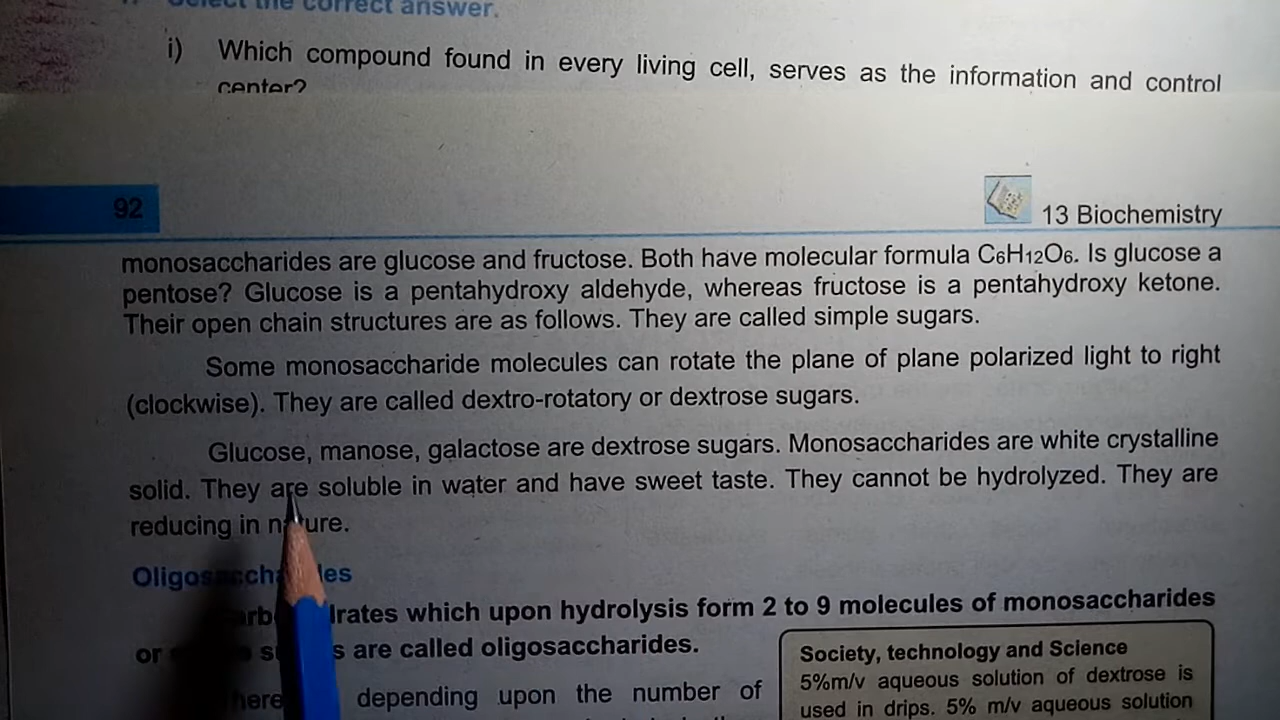 Select the correct answer.
i) Which compound found in every living cell, serves as the information and control
center?
92
13 Biochemistry
monosaccharides are glucose and fructose. Both have molecular formula C₆H₁₂O₆. Is glucose a
pentose? Glucose is a pentahydroxy aldehyde, whereas fructose is a pentahydroxy ketone.
Their open chain structures are as follows. They are called simple sugars.
Some monosaccharide molecules can rotate the plane of plane polarized light to right
(clockwise). They are called dextro-rotatory or dextrose sugars.
Glucose, manose, galactose are dextrose sugars. Monosaccharides are white crystalline
solid. They are soluble in water and have sweet taste. They cannot be hydrolyzed. They are
reducing in nature.
Oligosaccharides
which upon hydrolysis form 2 to 9 molecules of monosaccharides
or are called oligosaccharides.
depending upon the number of
Society, technology and Science
5%m/v aqueous solution of dextrose is
used in drips. 5% m/v aqueous solution